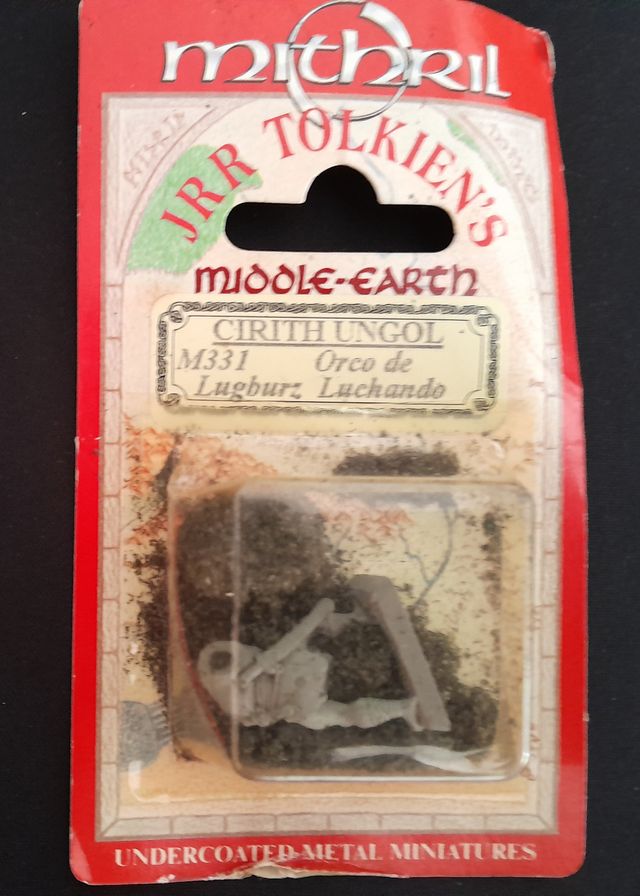 mithril
JRR TOLKIEN'S
MIDDLE-EARTH
CIRITH UNGOL
M331 Orco de
Lugburz Luchando
UNDERCOATED METAL MINIATURES